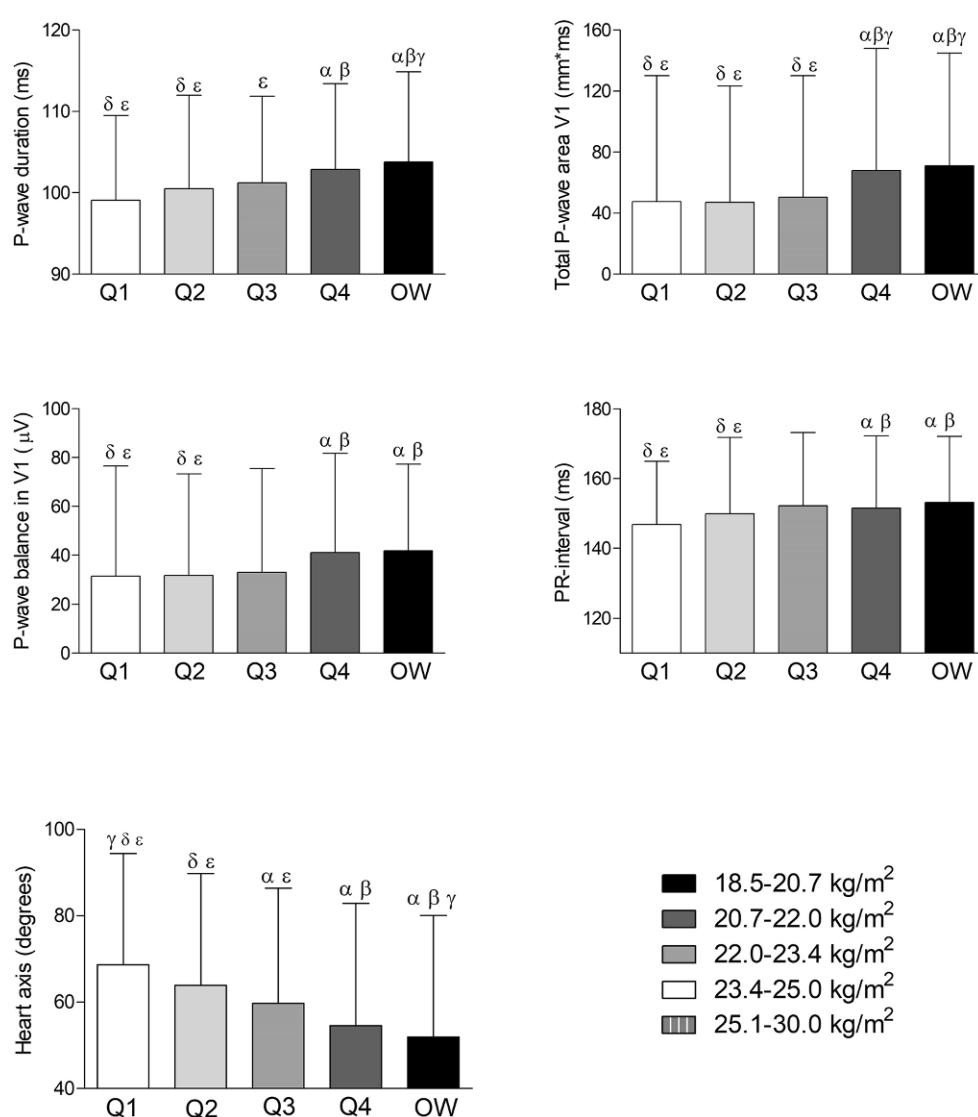 P-wave duration (ms)
120
110
100
90
δ ε
δ ε
ε
α β
αβγ
Q1 Q2 Q3 Q4 OW
Total P-wave area V1 (mm*ms)
160
120
80
40
0
δ ε
δ ε
δ ε
αβγ
αβγ
Q1 Q2 Q3 Q4 OW
P-wave balance in V1 (μV)
100
80
60
40
20
0
δ ε
δ ε
α β
α β
Q1 Q2 Q3 Q4 OW
PR-interval (ms)
180
160
140
120
δ ε
δ ε
α β
α β
Q1 Q2 Q3 Q4 OW
Heart axis (degrees)
100
80
60
40
γ δ ε
δ ε
α ε
α β
α β γ
Q1 Q2 Q3 Q4 OW
18.5-20.7 kg/m²
20.7-22.0 kg/m²
22.0-23.4 kg/m²
23.4-25.0 kg/m²
25.1-30.0 kg/m²